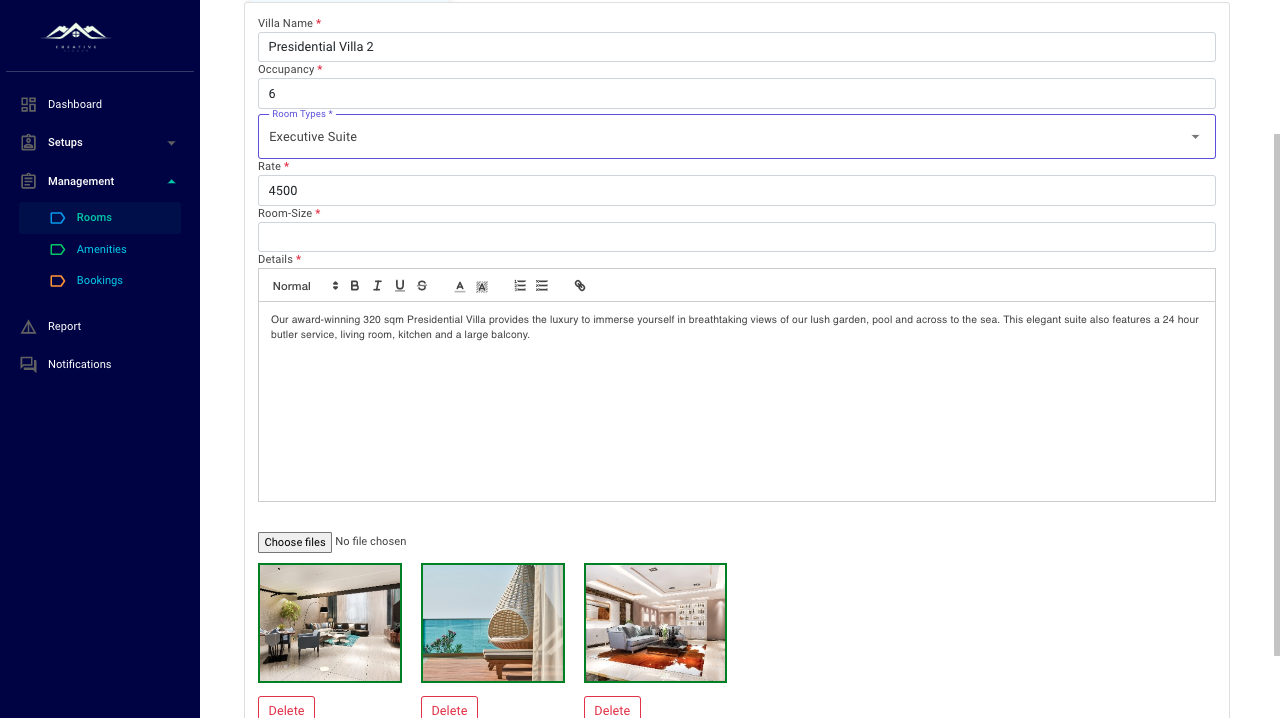 CREATIVE
Dashboard
Setups
Management
Rooms
Amenities
Bookings
Report
Notifications
Villa Name *
Presidential Villa 2
Occupancy *
6
Room Types *
Executive Suite
Rate *
4500
Room-Size *
Details *
Normal
Our award-winning 320 sqm Presidential Villa provides the luxury to immerse yourself in breathtaking views of our lush garden, pool and across to the sea. This elegant suite also features a 24 hour
butler service, living room, kitchen and a large balcony.
Choose files No file chosen
Delete Delete Delete